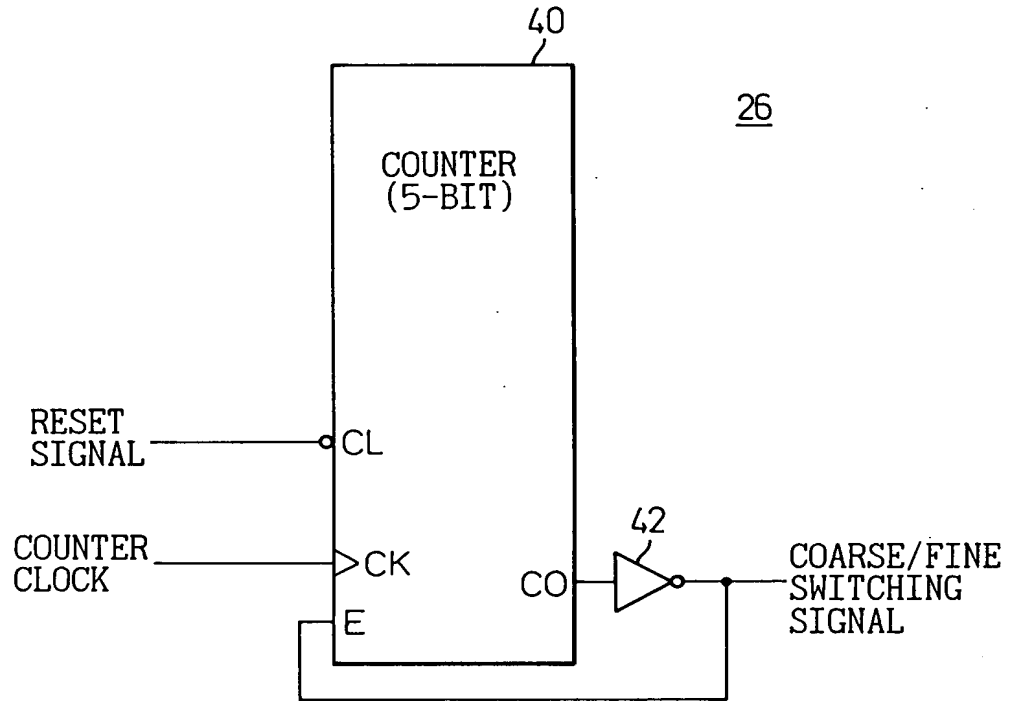 40
26
COUNTER
(5-BIT)
RESET
SIGNAL
CL
COUNTER
CLOCK
CK
E
CO
42
COARSE/FINE
SWITCHING
SIGNAL